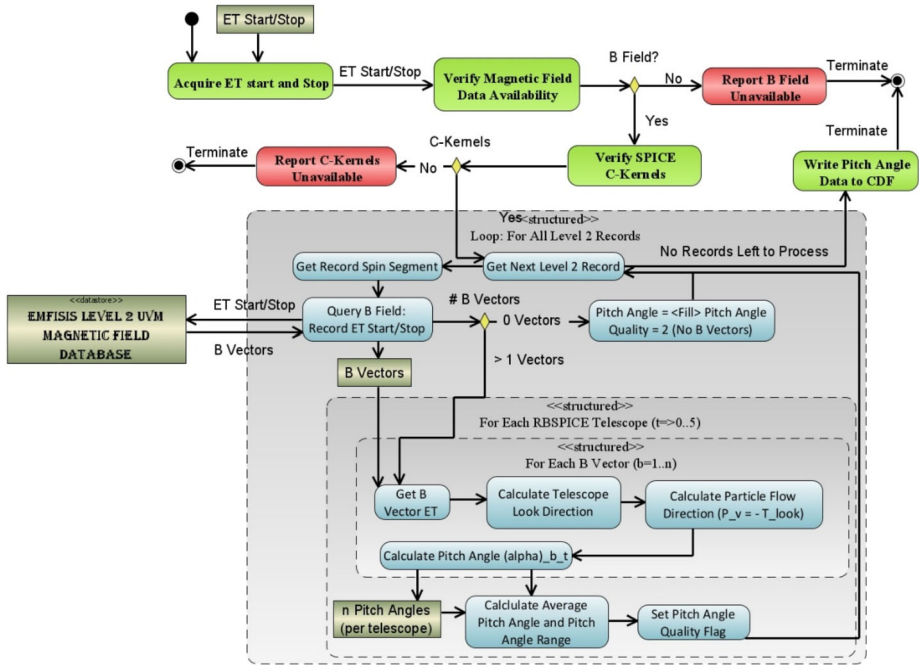 ET Start/Stop
Acquire ET start and Stop
ET Start/Stop
Verify Magnetic Field
Data Availability
B Field?
No
Report B Field
Unavailable
Terminate
Yes
Terminate
C-Kernels
Terminate
Report C-Kernels
Unavailable
No
Verify SPICE
C-Kernels
Write Pitch Angle
Data to CDF
Yes
<<structured>>
Loop: For All Level 2 Records
No Records Left to Process
Get Record Spin Segment
Get Next Level 2 Record
<<datastore>>
EMFISIS LEVEL 2 UVM
MAGNETIC FIELD
DATABASE
ET Start/Stop
B Vectors
Query B Field:
Record ET Start/Stop
# B Vectors
0 Vectors
Pitch Angle = <Fill> Pitch Angle
Quality = 2 (No B Vectors)
B Vectors
> 1 Vectors
<<structured>>
For Each RBSPICE Telescope (t=>0..5)
<<structured>>
For Each B Vector (b=1..n)
Get B
Vector ET
Calculate Telescope
Look Direction
Calculate Particle Flow
Direction (P_v = - T_look)
Calculate Pitch Angle (alpha)_b_t
n Pitch Angles
(per telescope)
Calclulate Average
Pitch Angle and Pitch
Angle Range
Set Pitch Angle
Quality Flag